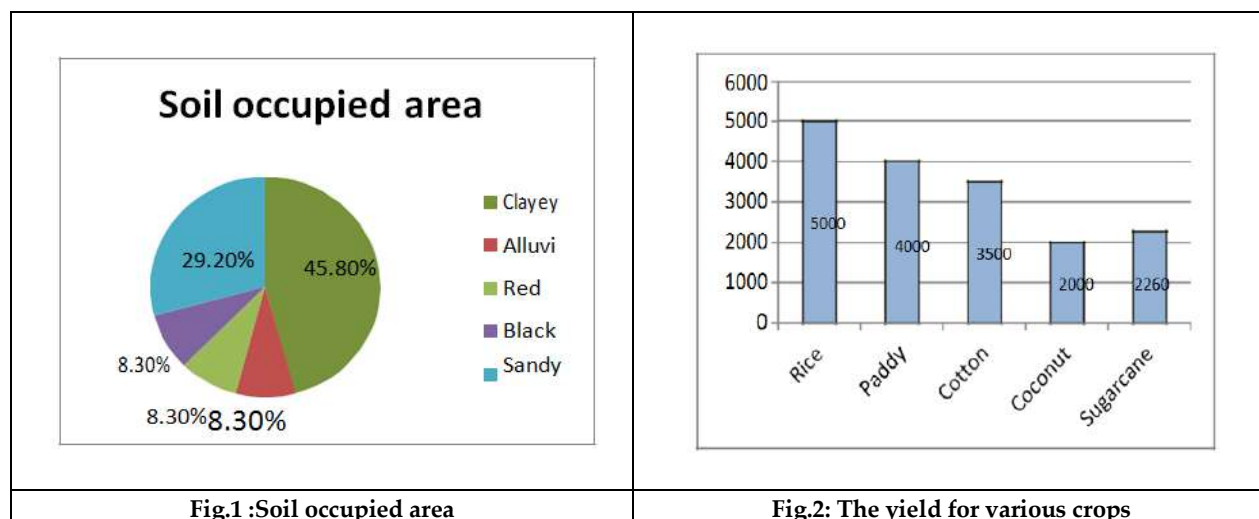 Soil occupied area
29.20%
45.80%
8.30%
8.30%
8.30%
Clayey
Alluvi
Red
Black
Sandy
Fig.1 :Soil occupied area
6000
5000
4000
3000
2000
1000
0
5000
4000
3500
2000
2260
Rice
Paddy
Cotton
Coconut
Sugarcane
Fig.2: The yield for various crops